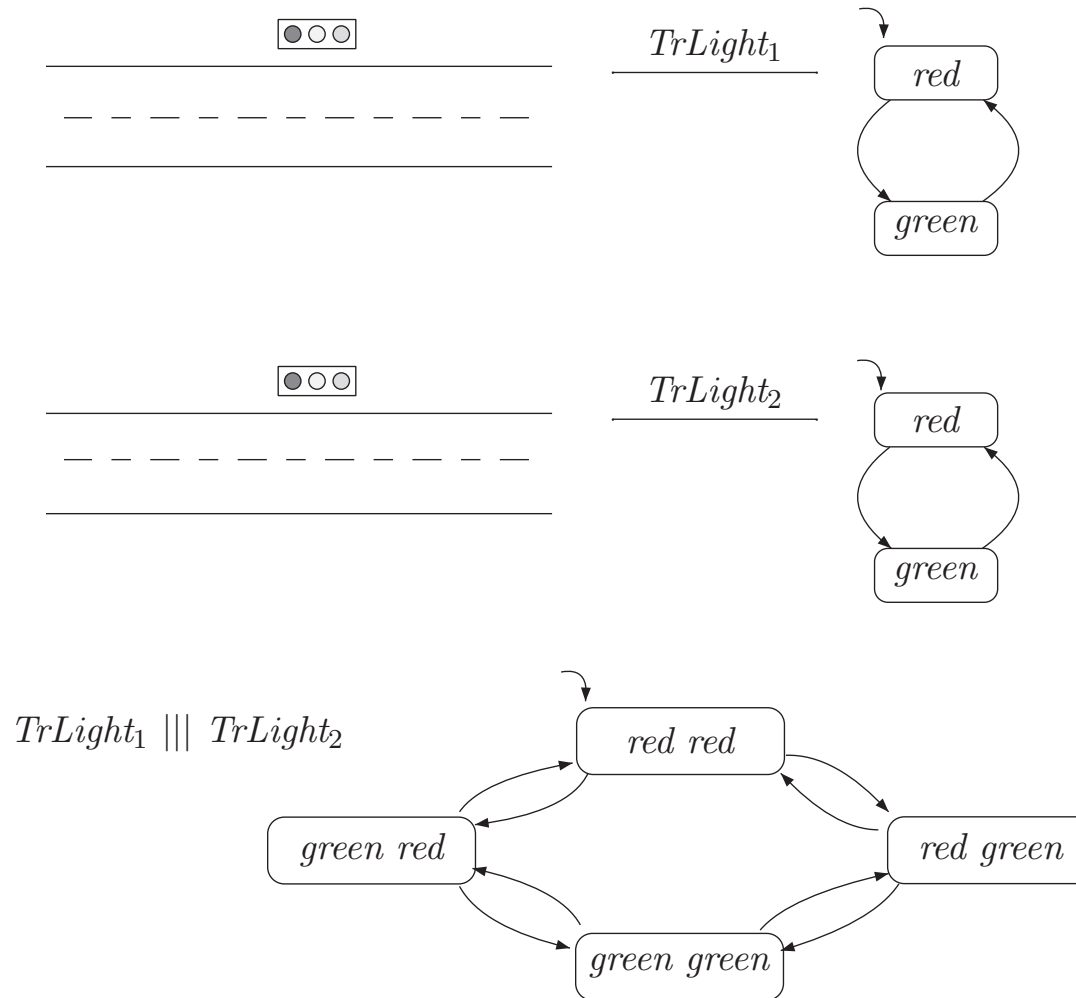 TrLight₁
red
green
TrLight₂
red
green
TrLight₁ ||| TrLight₂
red red
green red
red green
green green